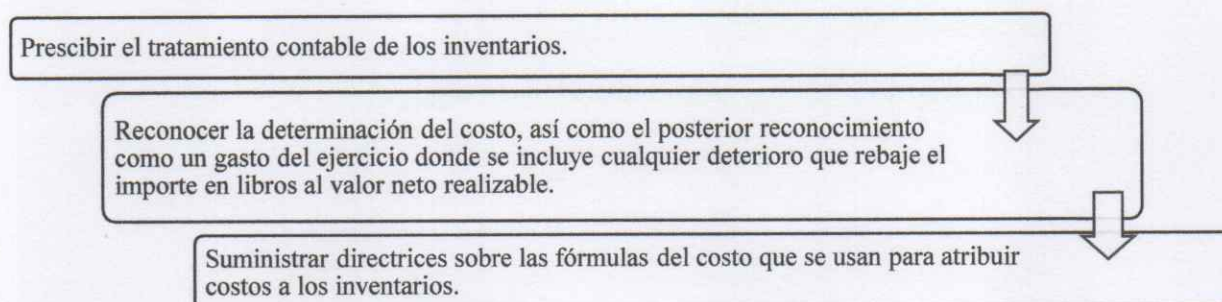 Prescibir el tratamiento contable de los inventarios.
Reconocer la determinación del costo, así como el posterior reconocimiento
como un gasto del ejercicio donde se incluye cualquier deterioro que rebaje el
importe en libros al valor neto realizable.
Suministrar directrices sobre las fórmulas del costo que se usan para atribuir
costos a los inventarios.